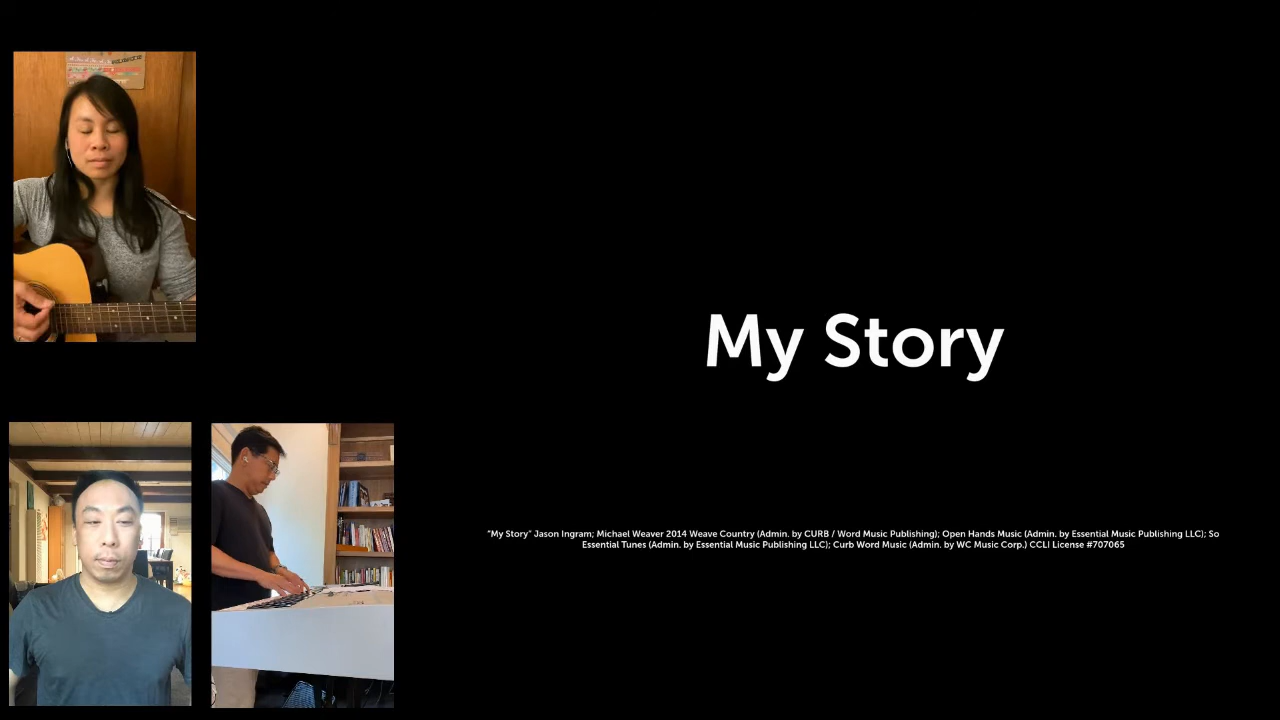 My Story
"My Story" Jason Ingram; Michael Weaver 2014 Weave Country (Admin. by CURB / Word Music Publishing); Open Hands Music (Admin. by Essential Music Publishing LLC); So
Essential Tunes (Admin. by Essential Music Publishing LLC); Curb Word Music (Admin. by WC Music Corp.) CCLI License #707065